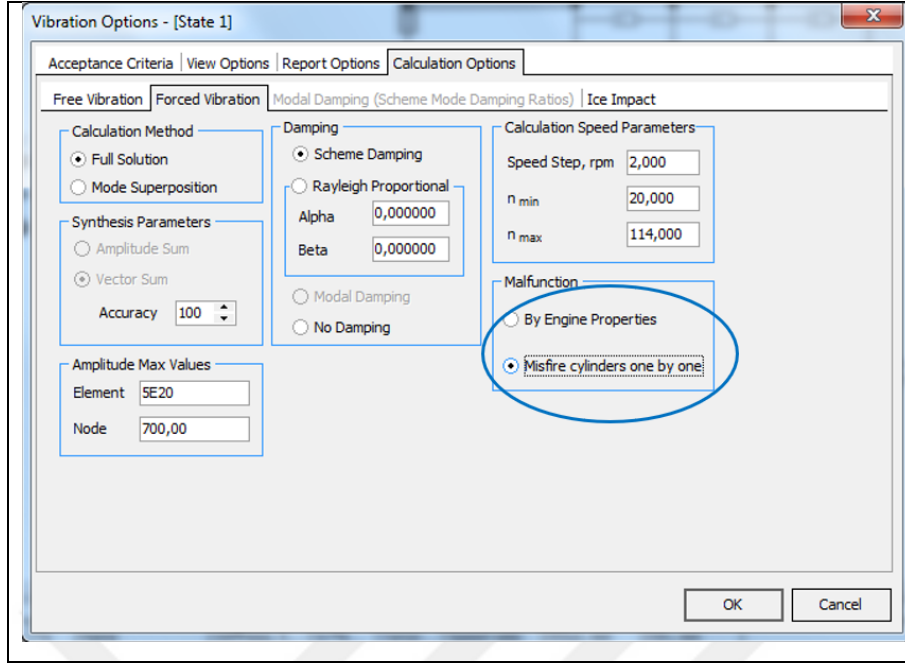 Vibration Options - [State 1]
Acceptance Criteria View Options Report Options Calculation Options
Free Vibration Forced Vibration Modal Damping (Scheme Mode Damping Ratios) Ice Impact
Calculation Method
Full Solution
Mode Superposition
Synthesis Parameters
Amplitude Sum
Vector Sum
Accuracy 100
Amplitude Max Values
Element 5E20
Node 700,00
Damping
Scheme Damping
Rayleigh Proportional
Alpha 0,000000
Beta 0,000000
Modal Damping
No Damping
Calculation Speed Parameters
Speed Step, rpm 2,000
n min 20,000
n max 114,000
Malfunction
By Engine Properties
Misfire cylinders one by one
OK Cancel